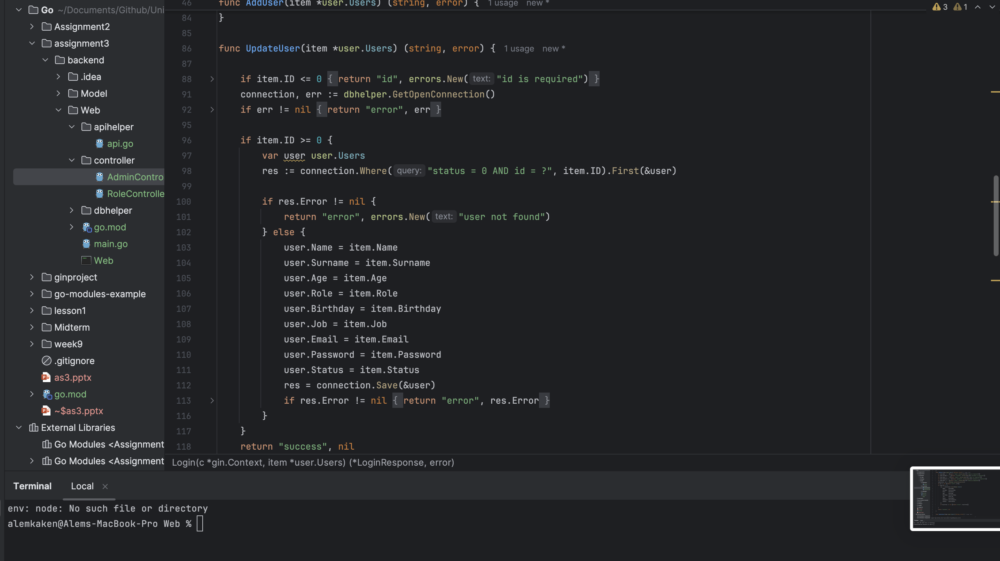 Go ~/Documents/Github/Uni
Assignment2
assignment3
backend
.idea
Model
Web
apihelper
api.go
controller
AdminContro
RoleControlle
dbhelper
go.mod
main.go
Web
ginproject
go-modules-example
lesson1
Midterm
week9
.gitignore
as3.pptx
go.mod
~$as3.pptx
External Libraries
Go Modules <Assignment
Go Modules <Assignment
46 func AddUser(item *user.Users) (string, error) { 1 usage new *
3 1
84 }
85
86 func UpdateUser(item *user.Users) (string, error) { 1 usage new *
87
88 if item.ID <= 0 { return "id", errors.New( text: "id is required") }
91 connection, err := dbhelper.GetOpenConnection()
92 if err != nil { return "error", err }
95
96 if item.ID >= 0 {
97 var user user.Users
98 res := connection.Where( query: "status = 0 AND id = ?", item.ID).First(&user)
99
100 if res.Error != nil {
101 return "error", errors.New( text: "user not found")
102 } else {
103 user.Name = item.Name
104 user.Surname = item.Surname
105 user.Age = item.Age
106 user.Role = item.Role
107 user.Birthday = item.Birthday
108 user.Job = item.Job
109 user.Email = item.Email
110 user.Password = item.Password
111 user.Status = item.Status
112 res = connection.Save(&user)
113 if res.Error != nil { return "error", res.Error }
116 }
117 }
118 return "success", nil
Login(c *gin.Context, item *user.Users) (*LoginResponse, error)
Terminal Local
env: node: No such file or directory
alemkaken@Alems-MacBook-Pro Web %